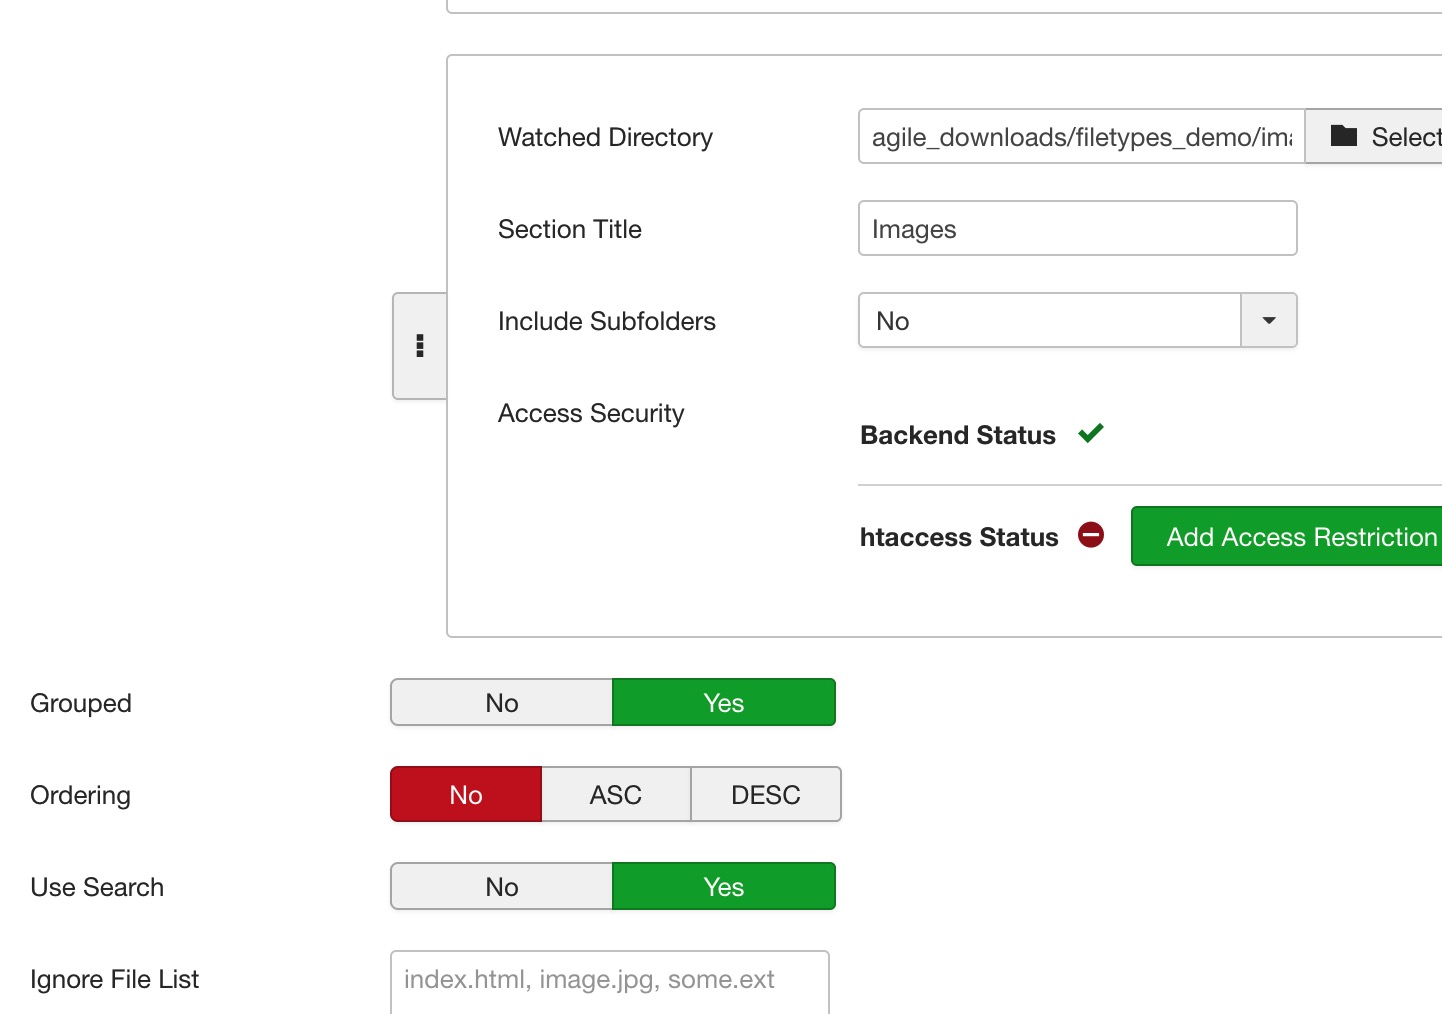 Watched Directory
agile_downloads/filetypes_demo/ima
Select
Section Title
Images
Include Subfolders
No
Access Security
Backend Status
htaccess Status
Add Access Restriction
Grouped
No Yes
Ordering
No ASC DESC
Use Search
No Yes
Ignore File List
index.html, image.jpg, some.ext